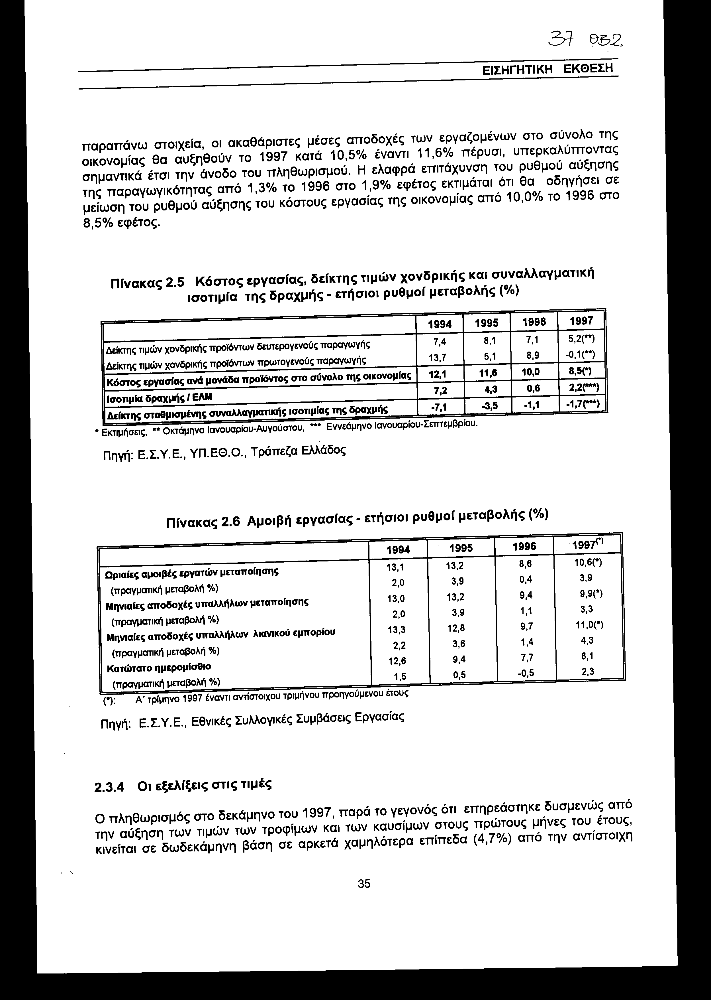 37
ΕΙΣΗΓΗΤΙΚΗ ΕΚΘΕΣΗ
παραπάνω στοιχεία, οι ακαθάριστες μέσες αποδοχές των εργαζομένων στο σύνολο της
οικονομίας θα αυξηθούν το 1997 κατά 10,5% έναντι 11,6% πέρυσι, υπερκαλύπτοντας
σημαντικά έτσι την άνοδο του πληθωρισμού. Η ελαφρά επιτάχυνση του ρυθμού αύξησης
της παραγωγικότητας από 1,3% το 1996 στο 1,9% εφέτος εκτιμάται ότι θα οδηγήσει σε
μείωση του ρυθμού αύξησης του κόστους εργασίας της οικονομίας από 10,0% το 1996 στο
8,5% εφέτος.
Πίνακας 2.5 Κόστος εργασίας, δείκτης τιμών χονδρικής και συναλλαγματική
ισοτιμία της δραχμής - ετήσιοι ρυθμοί μεταβολής (%)
1994 1995 1996 1997
Δείκτης τιμών χονδρικής προϊόντων δευτερογενούς παραγωγής 7,4 8,1 7,1 5,2(**)
Δείκτης τιμών χονδρικής προϊόντων πρωτογενούς παραγωγής 13,7 5,1 8,9 -0,1(**)
Κόστος εργασίας ανά μονάδα προϊόντος στο σύνολο της οικονομίας 12,1 11,6 10,0 8,5(*)
Ισοτιμία δραχμής / ΕΛΜ 7,2 4,3 0,6 2,2(***)
Δείκτης σταθμισμένης συναλλαγματικής ισοτιμίας της δραχμής -7,1 -3,5 -1,1 -1,7(***)
* Εκτιμήσεις, ** Οκτάμηνο Ιανουαρίου-Αυγούστου, *** Εννεάμηνο Ιανουαρίου-Σεπτεμβρίου.
Πηγή: Ε.Σ.Υ.Ε., ΥΠ.ΕΘ.Ο., Τράπεζα Ελλάδος
Πίνακας 2.6 Αμοιβή εργασίας - ετήσιοι ρυθμοί μεταβολής (%)
1994 1995 1996 1997(*)
Ωριαίες αμοιβές εργατών μεταποίησης 13,1 13,2 8,6 10,6(*)
(πραγματική μεταβολή %) 2,0 3,9 0,4 3,9
Μηνιαίες αποδοχές υπαλλήλων μεταποίησης 13,0 13,2 9,4 9,9(*)
(πραγματική μεταβολή %) 2,0 3,9 1,1 3,3
Μηνιαίες αποδοχές υπαλλήλων λιανικού εμπορίου 13,3 12,8 9,7 11,0(*)
(πραγματική μεταβολή %) 2,2 3,6 1,4 4,3
Κατώτατο ημερομίσθιο 12,6 9,4 7,7 8,1
(πραγματική μεταβολή %) 1,5 0,5 -0,5 2,3
(*): Α΄ τρίμηνο 1997 έναντι αντίστοιχου τριμήνου προηγούμενου έτους
Πηγή: Ε.Σ.Υ.Ε., Εθνικές Συλλογικές Συμβάσεις Εργασίας
2.3.4 Οι εξελίξεις στις τιμές
Ο πληθωρισμός στο δεκάμηνο του 1997, παρά το γεγονός ότι επηρεάστηκε δυσμενώς από
την αύξηση των τιμών των τροφίμων και των καυσίμων στους πρώτους μήνες του έτους,
κινείται σε δωδεκάμηνη βάση σε αρκετά χαμηλότερα επίπεδα (4,7%) από την αντίστοιχη
35